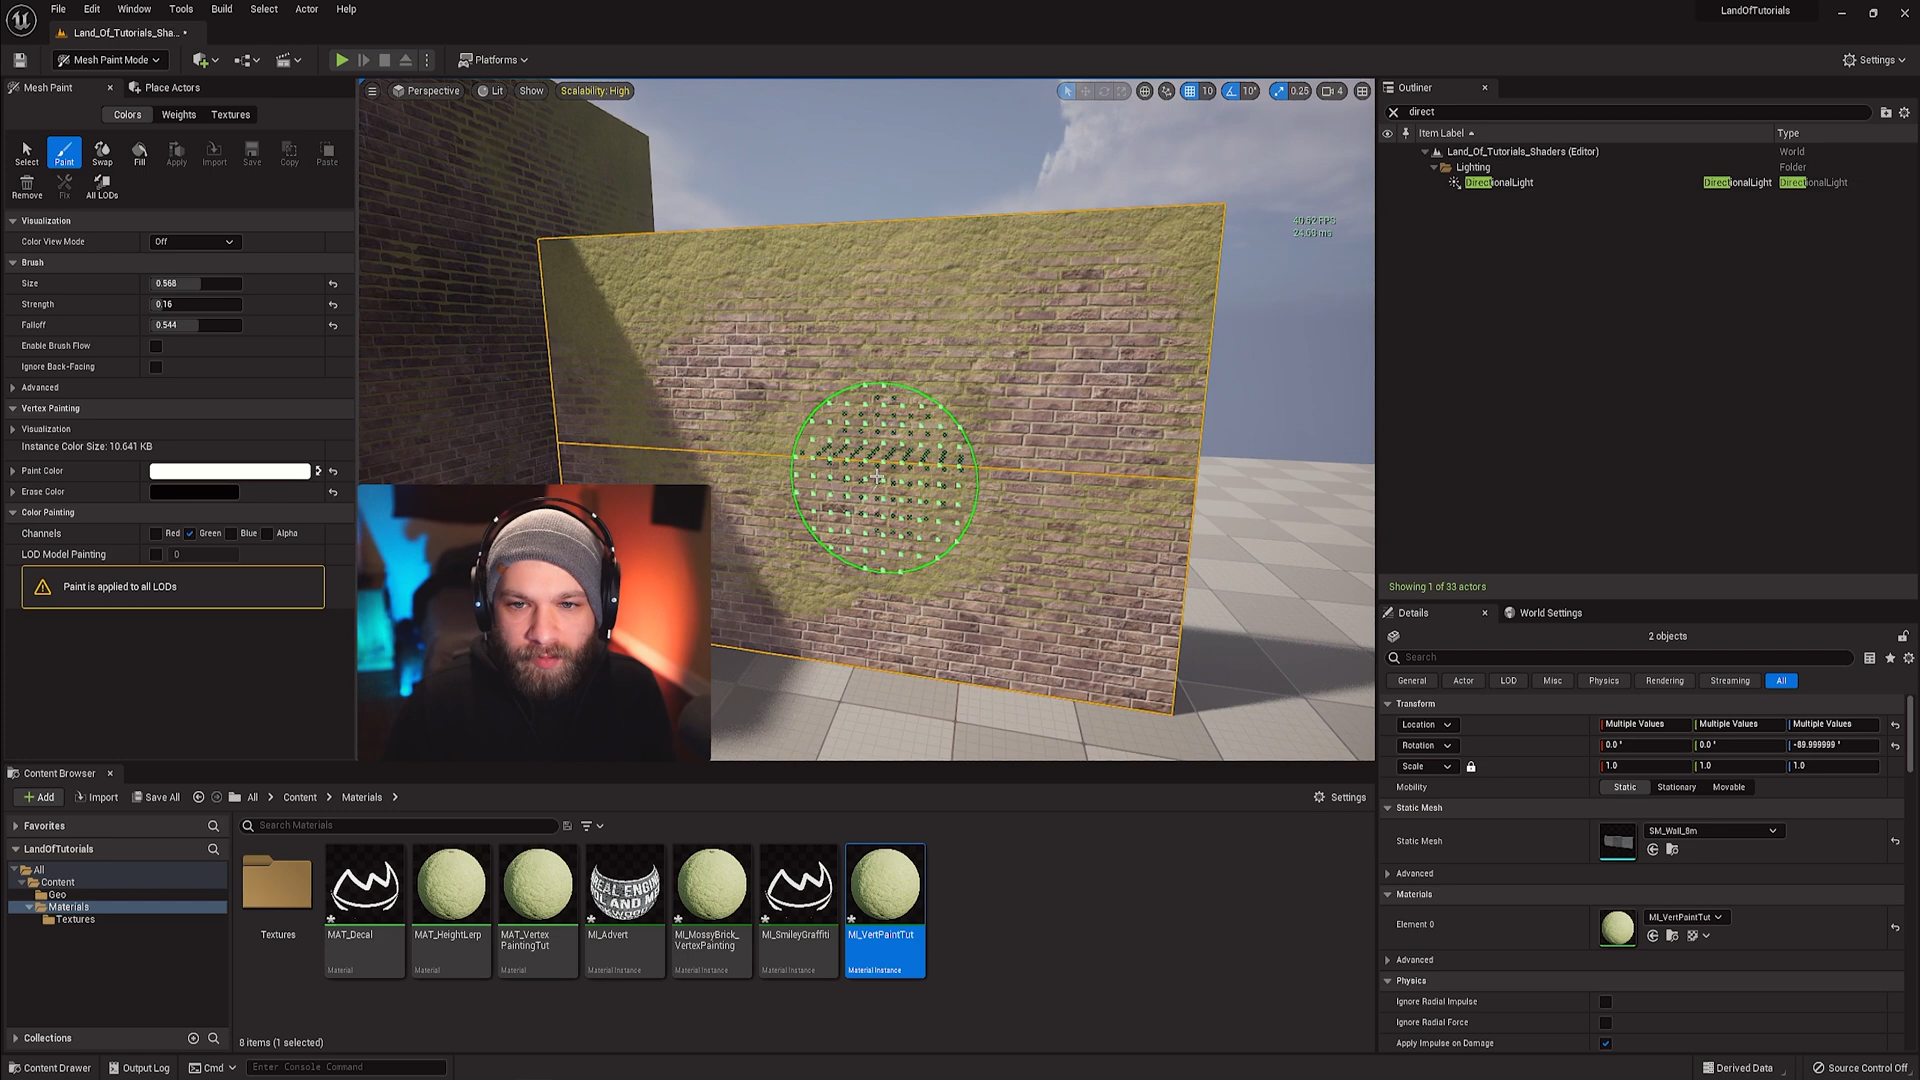 File Edit Window Tools Build Select Actor Help
LandOfTutorials
Land_Of_Tutorials_Sha... •
Mesh Paint Mode
Platforms
Settings
Mesh Paint
Place Actors
Colors Weights Textures
Select Paint Swap Fill Apply Import Save Copy Paste
Remove Fix All LODs
Visualization
Color View Mode Off
Brush
Size 0.568
Strength 0.16
Falloff 0.544
Enable Brush Flow
Ignore Back-Facing
Advanced
Vertex Painting
Visualization
Instance Color Size: 10.641 KB
Paint Color
Erase Color
Color Painting
Channels Red Green Blue Alpha
LOD Model Painting 0
Paint is applied to all LODs
Perspective Lit Show Scalability: High
10 10° 0.25 4
40.52 FPS
24.68 ms
Outliner
direct
Item Label Type
Land_Of_Tutorials_Shaders (Editor) World
Lighting Folder
DirectionalLight DirectionalLight DirectionalLight
Showing 1 of 33 actors
Details World Settings
2 objects
Search
General Actor LOD Misc Physics Rendering Streaming All
Transform
Location Multiple Values Multiple Values Multiple Values
Rotation 0.0 ° 0.0 ° -89.999999 °
Scale 1.0 1.0 1.0
Mobility Static Stationary Movable
Static Mesh
Static Mesh SM_Wall_8m
Advanced
Materials
Element 0 MI_VertPaintTut
Advanced
Physics
Ignore Radial Impulse
Ignore Radial Force
Apply Impulse on Damage
Content Browser
Add Import Save All All Content Materials Settings
Favorites
LandOfTutorials
All
Content
Geo
Materials
Textures
Collections
Search Materials
REAL ENGIN
Textures
MAT_Decal
Material
MAT_HeightLerp
Material
MAT_Vertex
PaintingTut
Material
MI_Advert
Material Instance
MI_MossyBrick_
VertexPainting
Material Instance
MI_SmileyGraffiti
Material Instance
MI_VertPaintTut
Material Instance
8 items (1 selected)
Content Drawer Output Log Cmd Enter Console Command
Derived Data Source Control Off